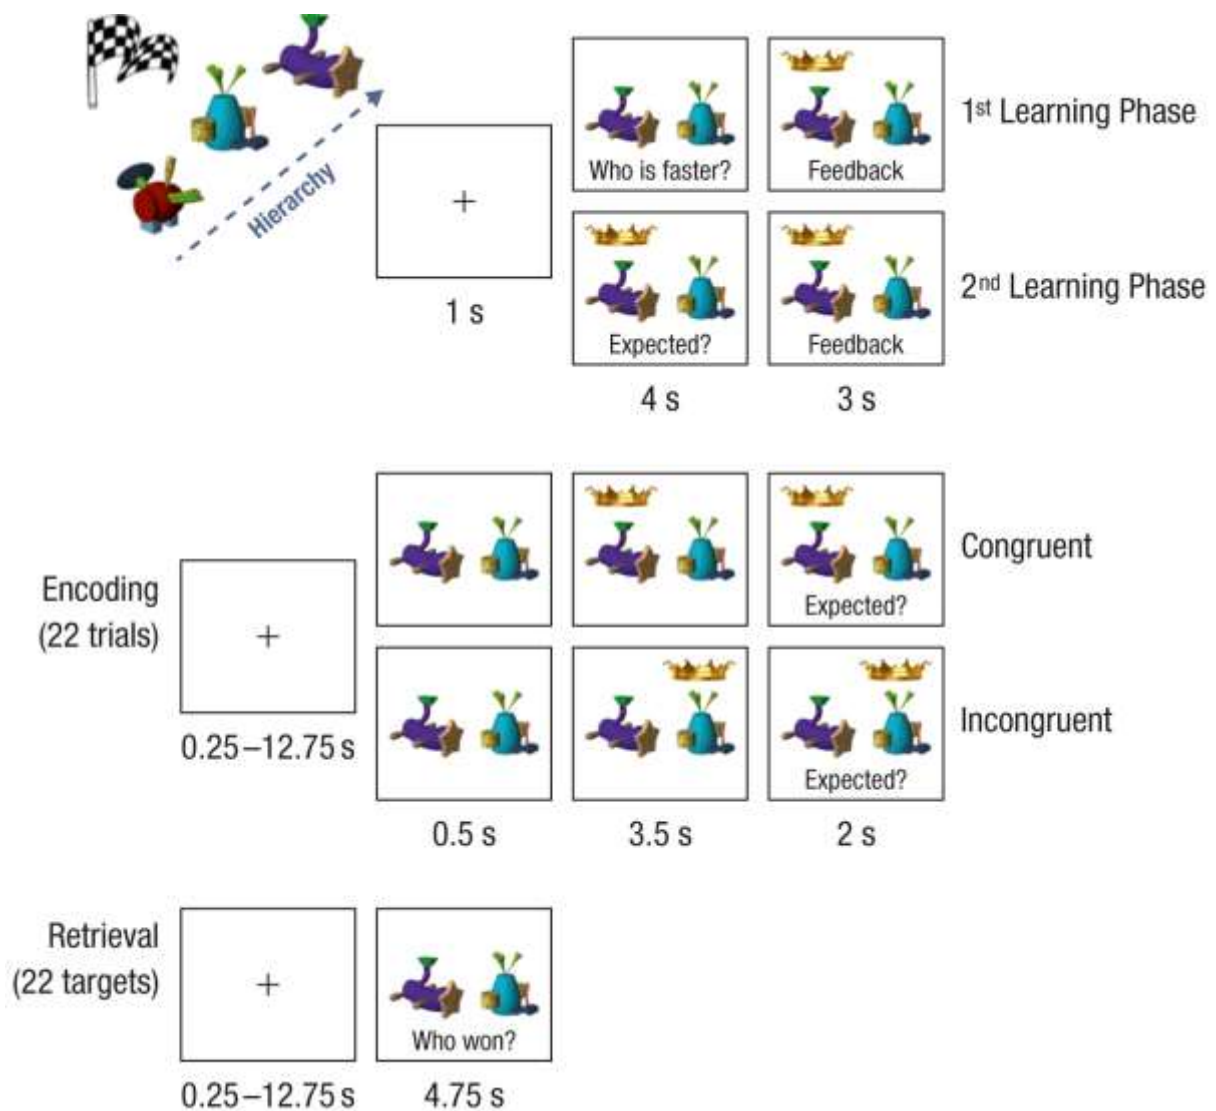 Hierarchy
+
1 s
Who is faster?
Feedback
1st Learning Phase
Expected?
Feedback
2nd Learning Phase
4 s
3 s
Encoding
(22 trials)
+
0.25–12.75 s
Congruent
Expected?
Incongruent
Expected?
0.5 s
3.5 s
2 s
Retrieval
(22 targets)
+
Who won?
0.25–12.75 s
4.75 s